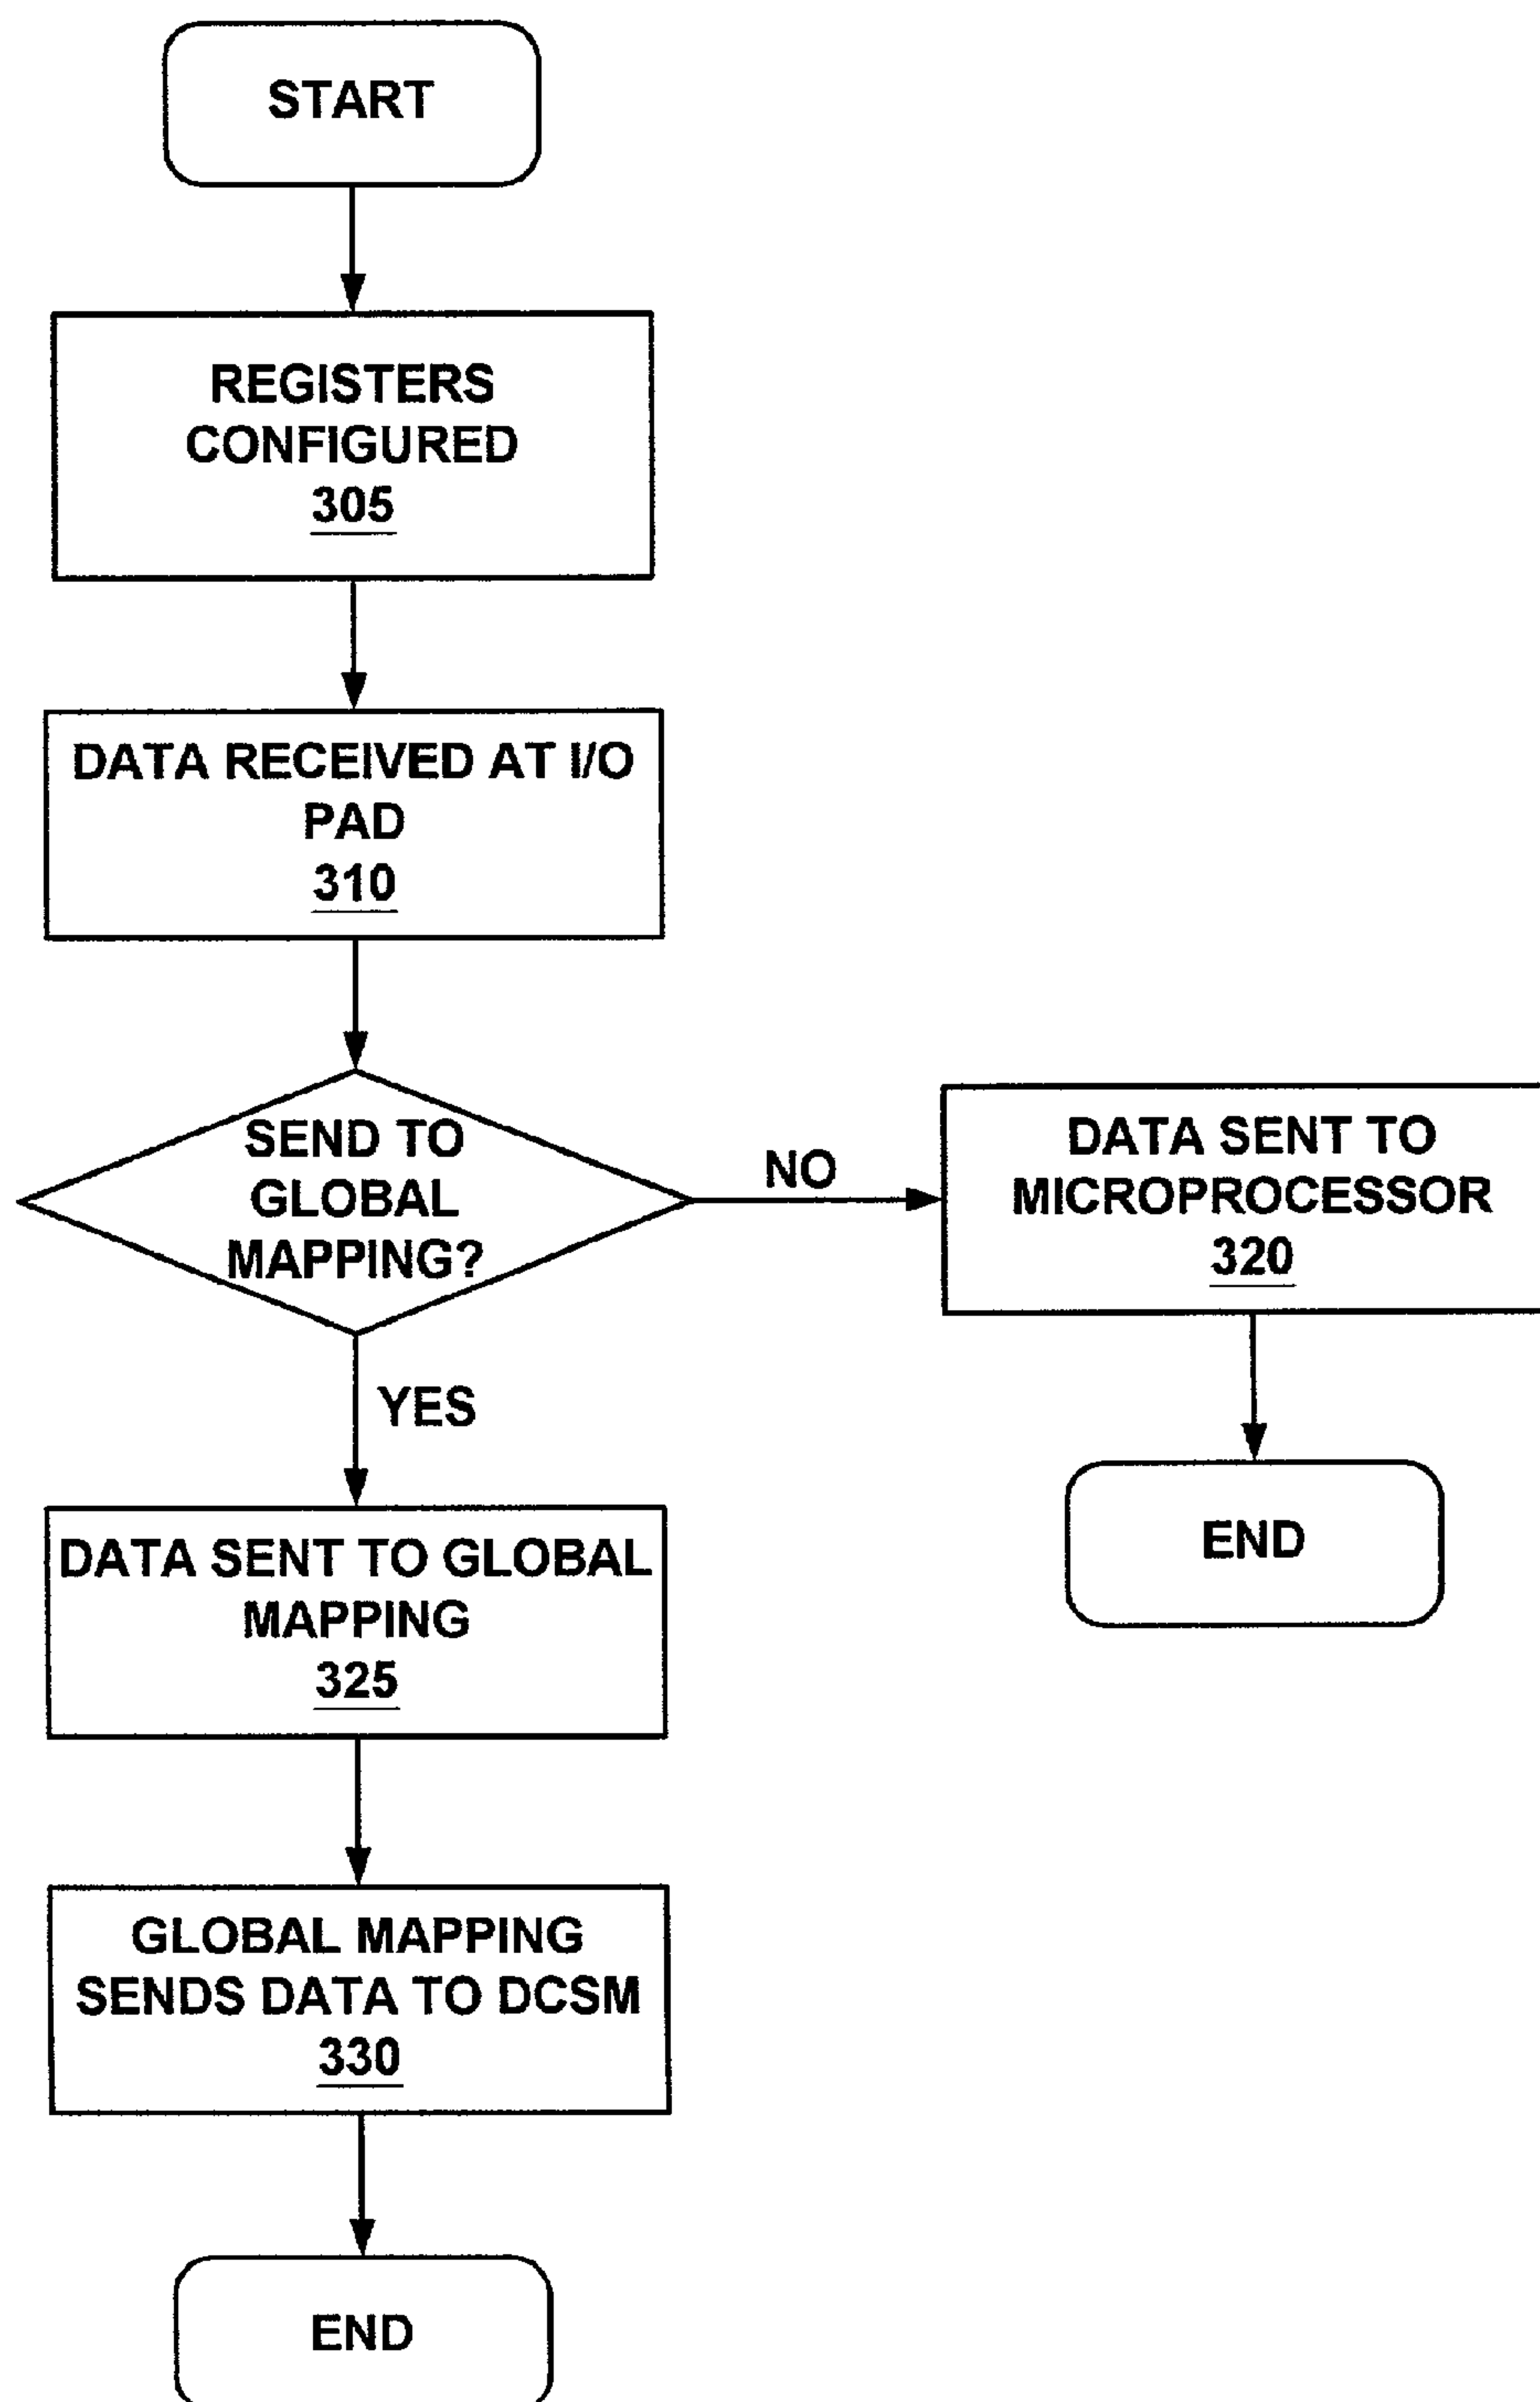 START
REGISTERS
CONFIGURED
305
DATA RECEIVED AT I/O
PAD
310
SEND TO
GLOBAL
MAPPING?
NO
DATA SENT TO
MICROPROCESSOR
320
END
YES
DATA SENT TO GLOBAL
MAPPING
325
GLOBAL MAPPING
SENDS DATA TO DCSM
330
END